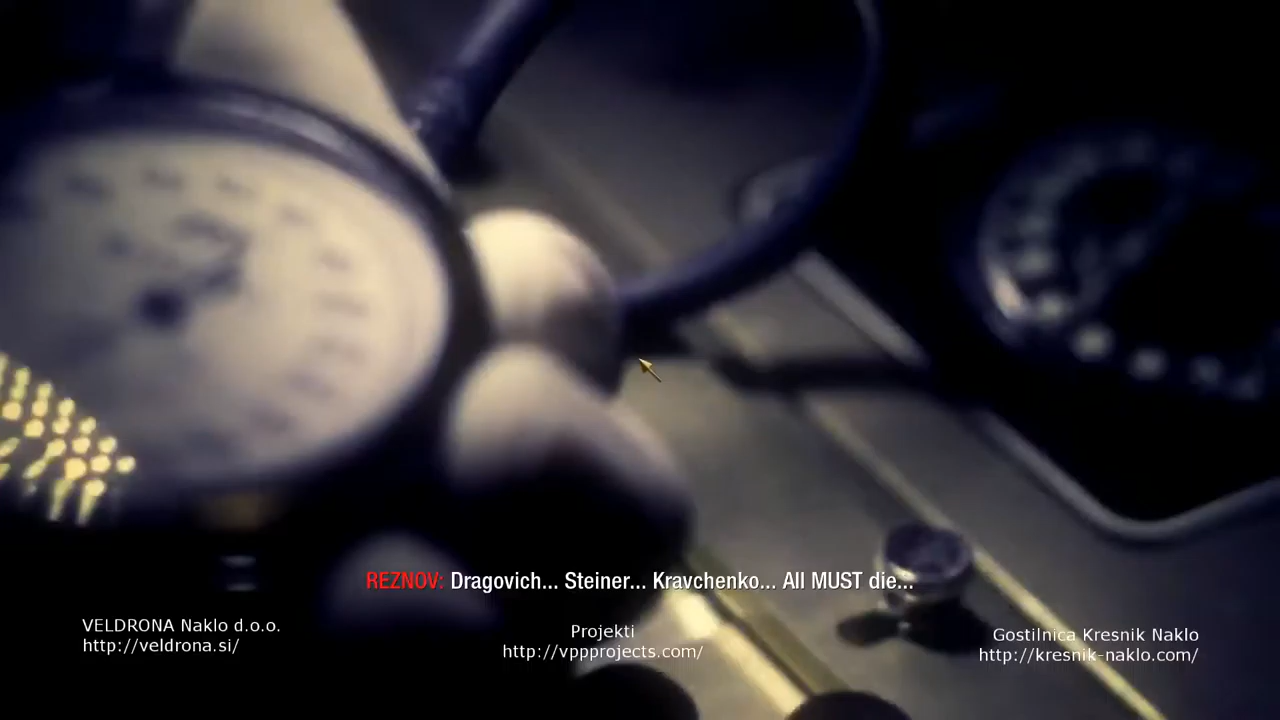 REZNOV: Dragovich... Steiner... Kravchenko... All MUST die...
VELDRONA Naklo d.o.o.
http://veldrona.si/
Projekti
http://vppprojects.com/
Gostilnica Kresnik Naklo
http://kresnik-naklo.com/